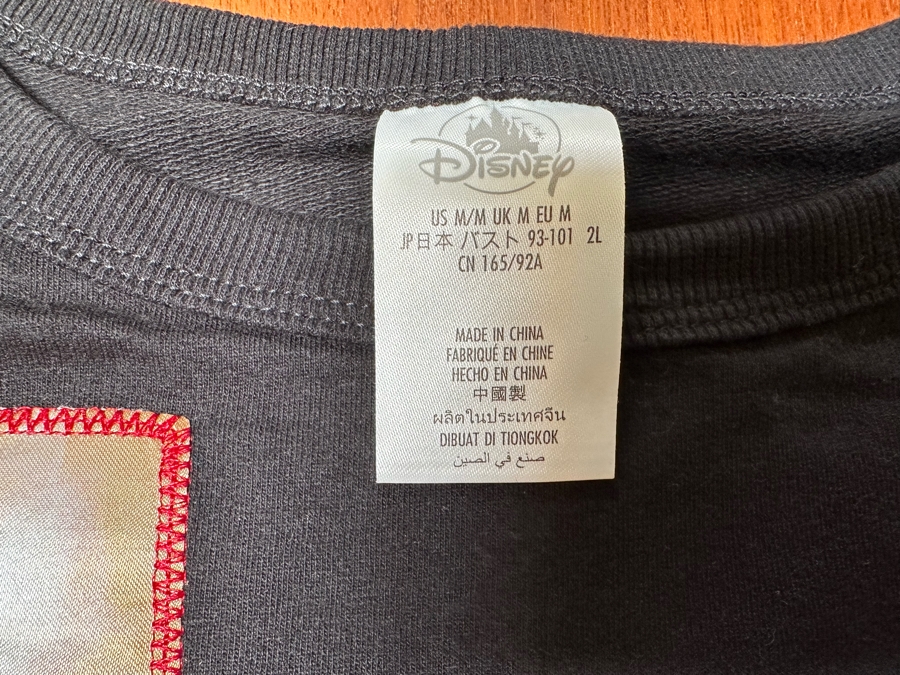 Disney
US M/M UK M EU M
JP日本 バスト 93-101 2L
CN 165/92A
MADE IN CHINA
FABRIQUÉ EN CHINE
HECHO EN CHINA
中國製
ผลิตในประเทศจีน
DIBUAT DI TIONGKOK
صنع في الصين